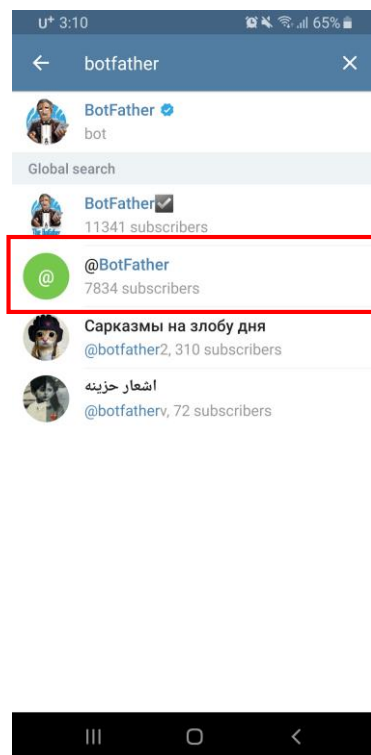 U+ 3:10 65%
botfather
BotFather
bot
Global search
BotFather
11341 subscribers
@
@BotFather
7834 subscribers
Сарказмы на злобу дня
@botfather2, 310 subscribers
اشعار حزینه
@botfatherv, 72 subscribers